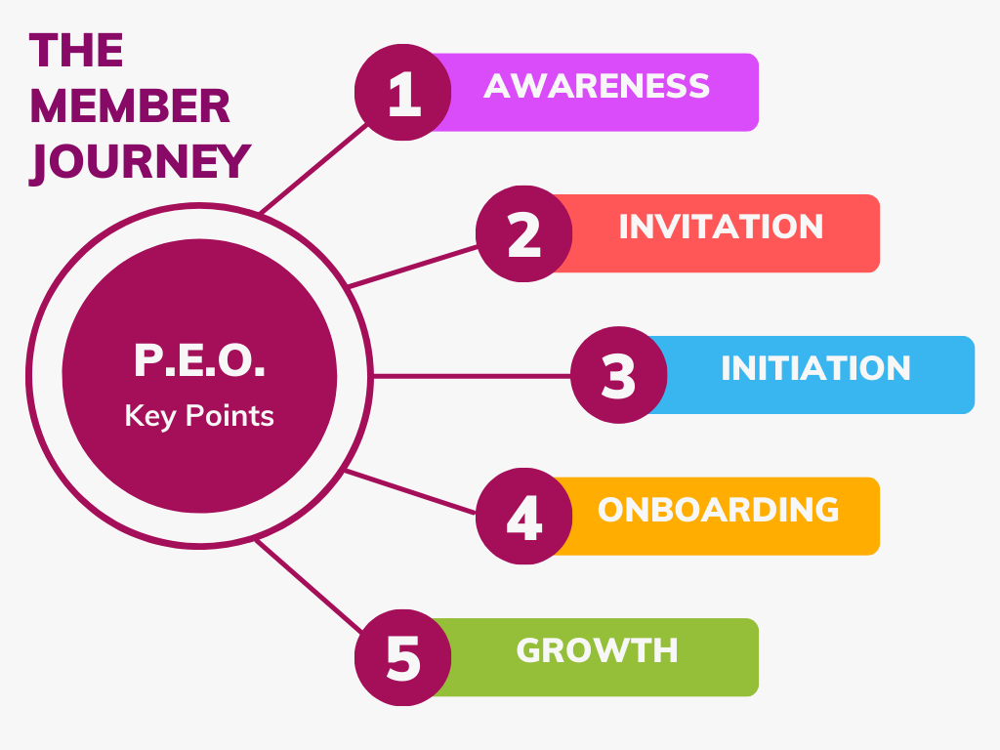 THE
MEMBER
JOURNEY
P.E.O.
Key Points
1 AWARENESS
2 INVITATION
3 INITIATION
4 ONBOARDING
5 GROWTH